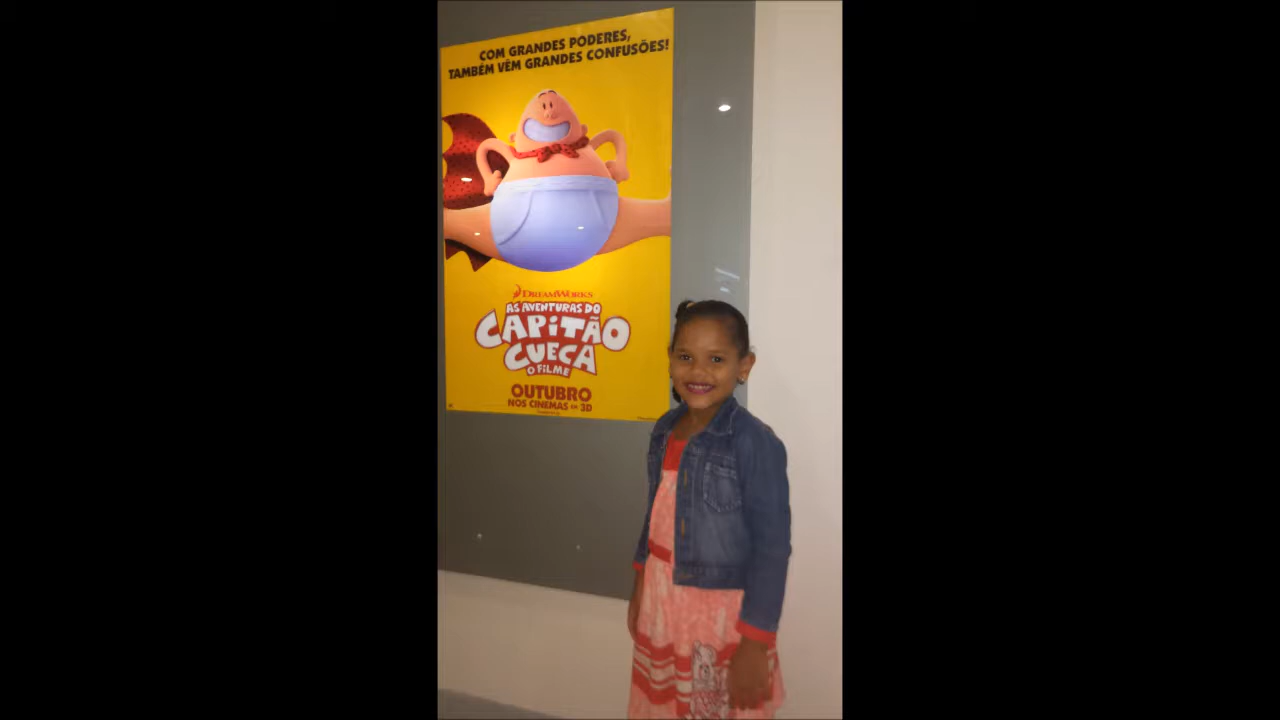 COM GRANDES PODERES,
TAMBÉM VÊM GRANDES CONFUSÕES!
DREAMWORKS
AS AVENTURAS DO
CAPITÃO
CUECA
O FILME
OUTUBRO
NOS CINEMAS EM 3D